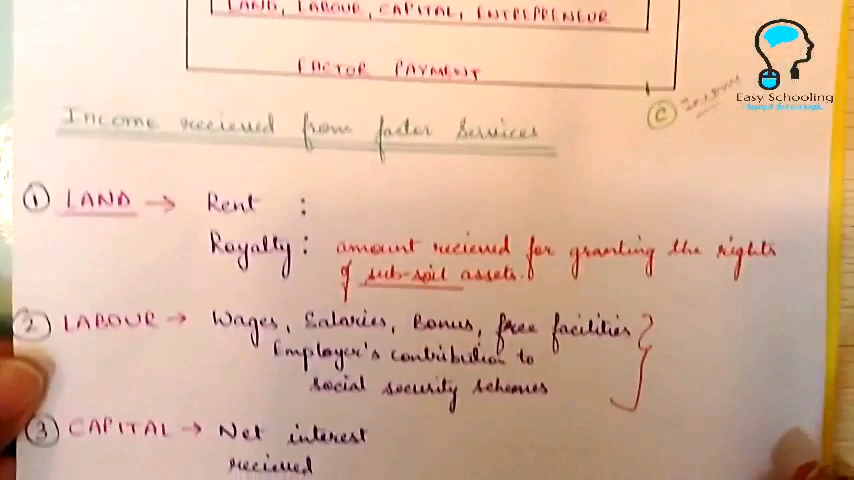 LAND, LABOUR, CAPITAL, ENTREPRENEUR
FACTOR PAYMENT
Easy Schooling
Income recieved from factor Services
C
① LAND → Rent :
Royalty : amount recieved for granting the rights
of sub-soil assets.
② LABOUR → Wages, Salaries, Bonus, free facilities
Employer's contribution to
social security schemes
③ CAPITAL → Net interest
recieved